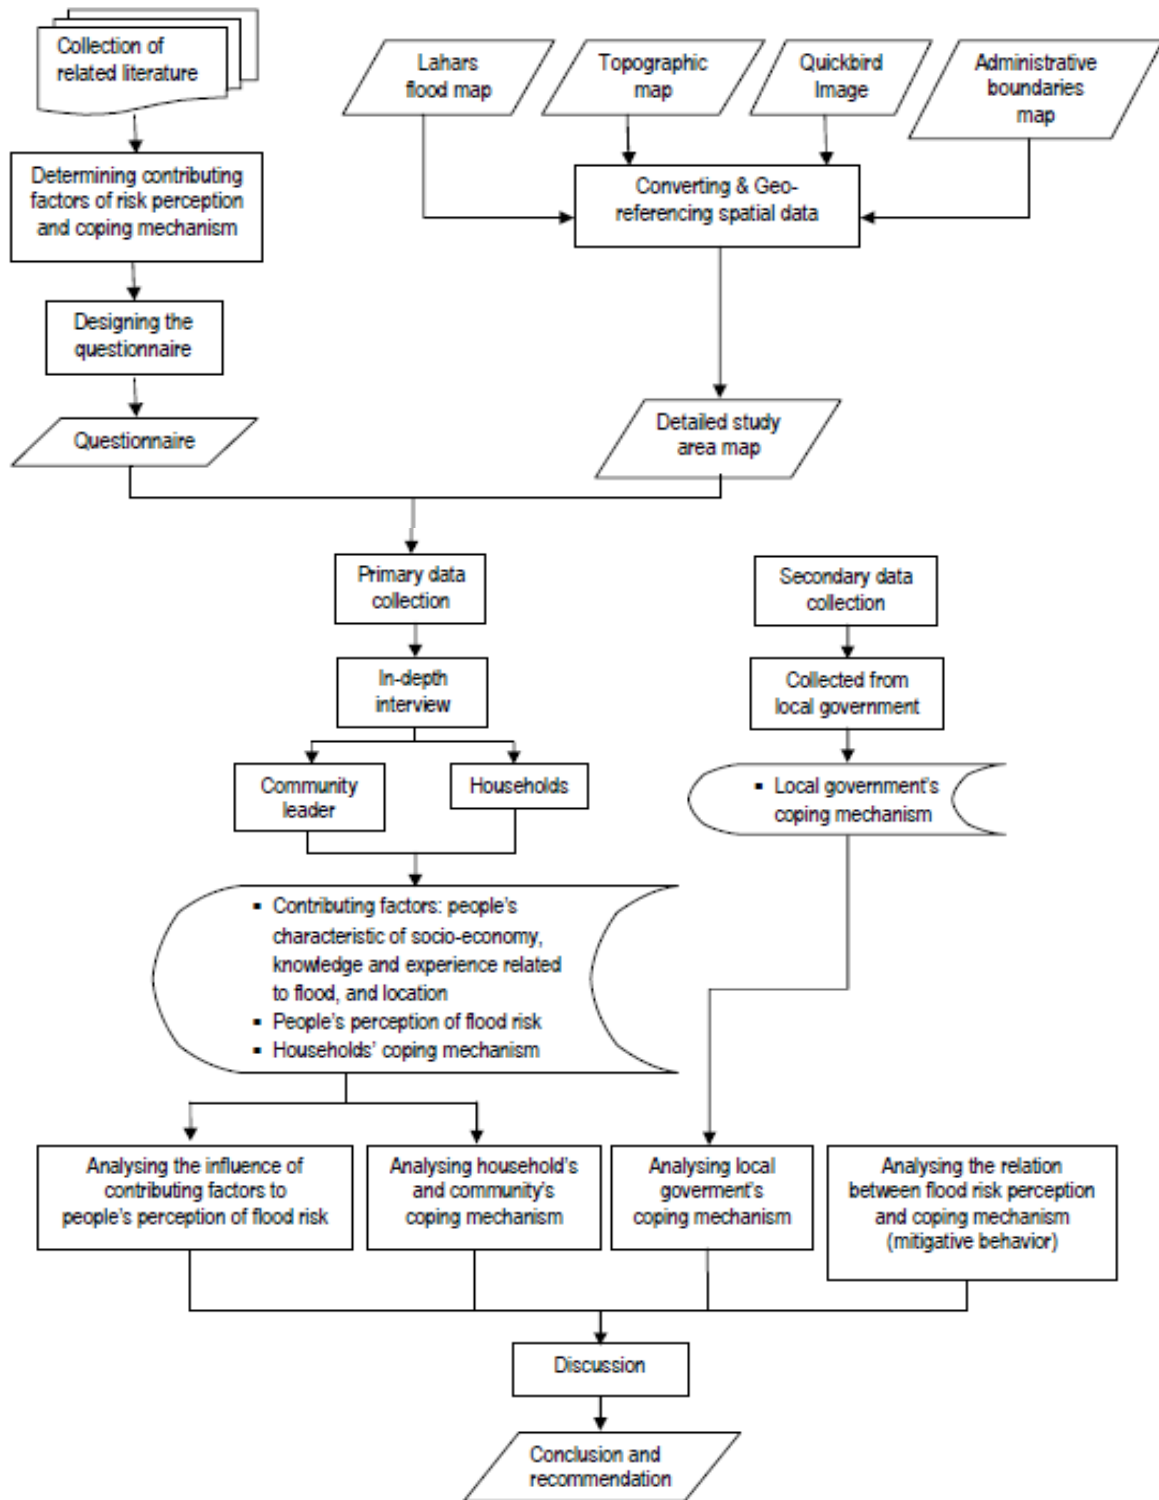 Collection of
related literature
Lahars
flood map
Topographic
map
Quickbird
Image
Administrative
boundaries
map
Determining contributing
factors of risk perception
and coping mechanism
Converting & Geo-
referencing spatial data
Designing the
questionnaire
Questionnaire
Detailed study
area map
Primary data
collection
Secondary data
collection
In-depth
interview
Collected from
local government
Community
leader
Households
▪ Local government's
coping mechanism
▪ Contributing factors: people's
characteristic of socio-economy,
knowledge and experience related
to flood, and location
▪ People's perception of flood risk
▪ Households' coping mechanism
Analysing the influence of
contributing factors to
people's perception of flood risk
Analysing household's
and community's
coping mechanism
Analysing local
goverment's
coping mechanism
Analysing the relation
between flood risk perception
and coping mechanism
(mitigative behavior)
Discussion
Conclusion and
recommendation